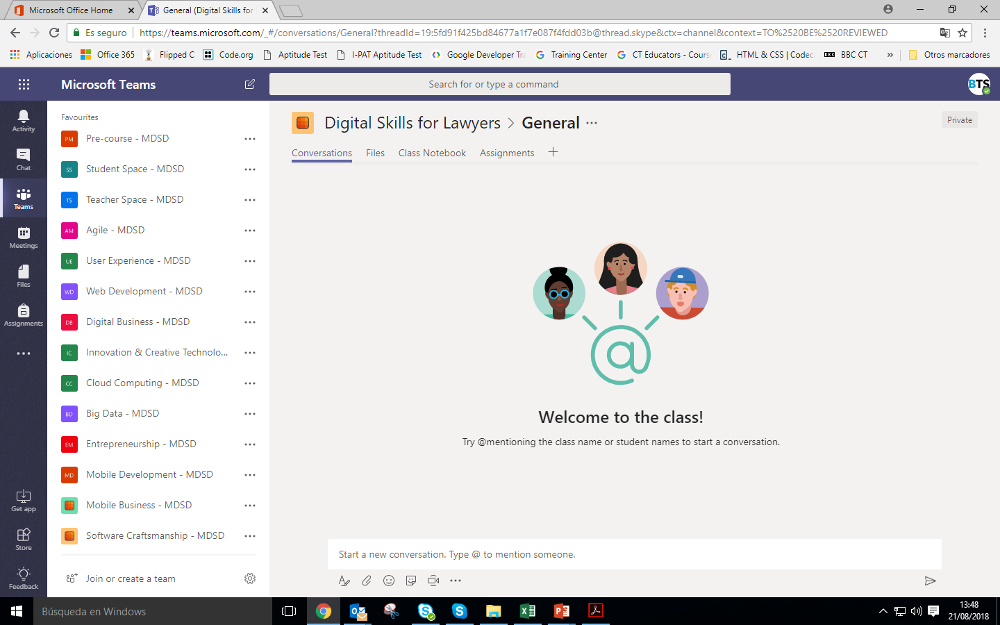 Microsoft Office Home
General (Digital Skills for
Es seguro
https://teams.microsoft.com/_#/conversations/General?threadId=19:5fd91f425bd84677a1f7e087f4fdd03b@thread.skype&ctx=channel&context=TO%2520BE%2520REVIEWED
Aplicaciones
Office 365
Flipped C
Code.org
Aptitude Test
I-PAT Aptitude Test
Google Developer Tra
Training Center
CT Educators - Cours
HTML & CSS | Codec
BBC CT
»
Otros marcadores
Microsoft Teams
Search for or type a command
BTS
Activity
Chat
Teams
Meetings
Files
Assignments
Get app
Store
Feedback
Favourites
PM Pre-course - MDSD
SS Student Space - MDSD
TS Teacher Space - MDSD
AM Agile - MDSD
UE User Experience - MDSD
WD Web Development - MDSD
DB Digital Business - MDSD
IC Innovation & Creative Technolo...
CC Cloud Computing - MDSD
BD Big Data - MDSD
EM Entrepreneurship - MDSD
MD Mobile Development - MDSD
Mobile Business - MDSD
Software Craftsmanship - MDSD
Join or create a team
Digital Skills for Lawyers > General ...
Private
Conversations
Files
Class Notebook
Assignments
@
Welcome to the class!
Try @mentioning the class name or student names to start a conversation.
Start a new conversation. Type @ to mention someone.
Búsqueda en Windows
13:48
21/08/2018